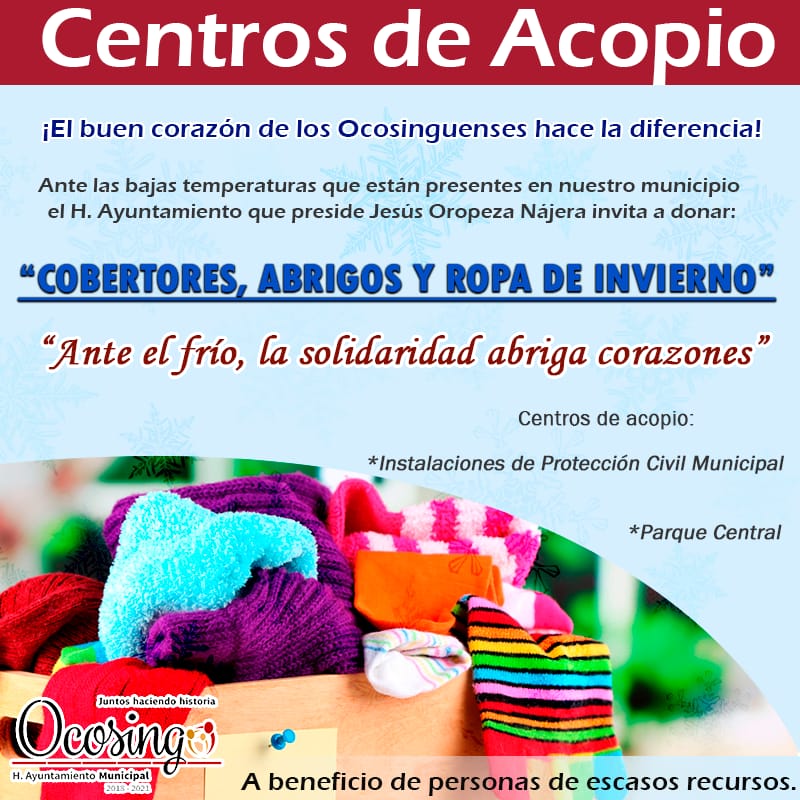 Centros de Acopio
¡El buen corazón de los Ocosinguenses hace la diferencia!
Ante las bajas temperaturas que están presentes en nuestro municipio
el H. Ayuntamiento que preside Jesús Oropeza Nájera invita a donar:
“COBERTORES, ABRIGOS Y ROPA DE INVIERNO”
“Ante el frío, la solidaridad abriga corazones”
Centros de acopio:
*Instalaciones de Protección Civil Municipal
*Parque Central
Juntos haciendo historia
Ocosingo
H. Ayuntamiento Municipal
2018 - 2021
A beneficio de personas de escasos recursos.